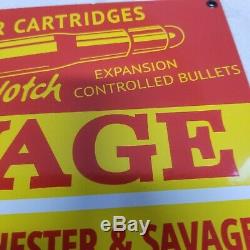 R CARTRIDGES
Notch
EXPANSION
CONTROLLED BULLETS
AGE
HESTER & SAVAGE